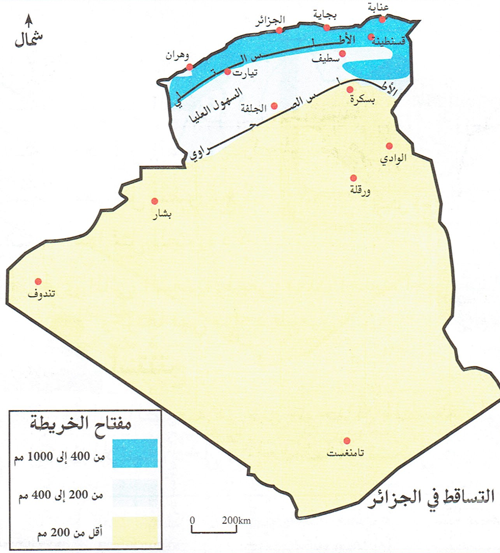 شمال
عنابة
بجاية
الجزائر
قسنطينة
سطيف
وهران
تيارت
الأطلس التلي
السهول العليا
الجلفة
بسكرة
الأطلس الصحراوي
الوادي
ورقلة
بشار
تندوف
تامنغست
مفتاح الخريطة
من 400 إلى 1000 مم
من 200 إلى 400 مم
أقل من 200 مم
0 200km
التساقط في الجزائر